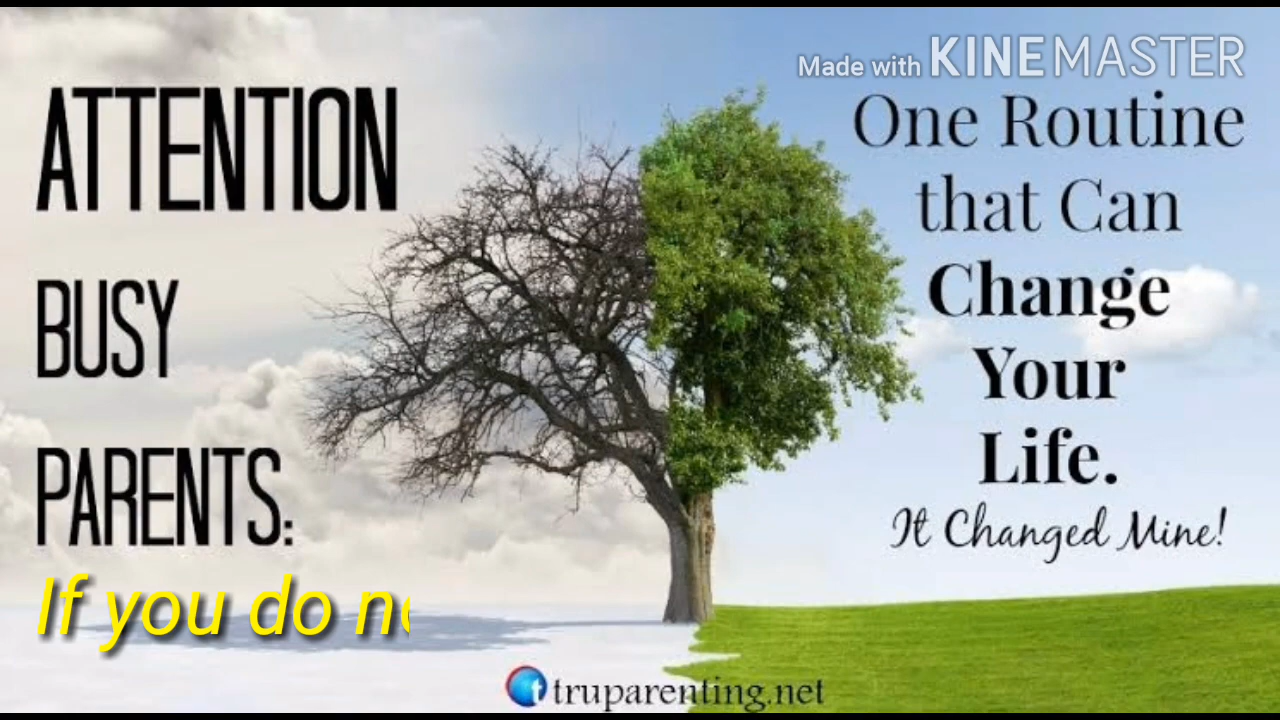 ATTENTION
BUSY
PARENTS:
If you do
Made with KINEMASTER
One Routine
that Can
Change
Your
Life.
It Changed Mine!
truparenting.net